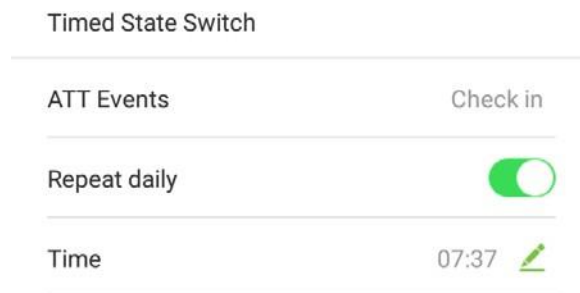 Timed State Switch
ATT Events Check in
Repeat daily
Time 07:37